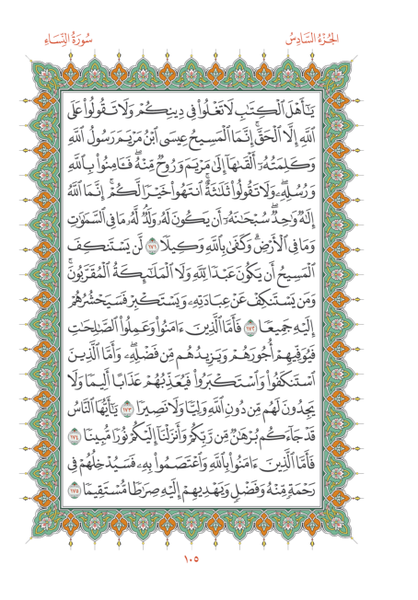 سُورَةُ النِّسَاءِ الجُزْءُ السَّادِسُ
يَٰٓأَهْلَ ٱلْكِتَٰبِ لَا تَغْلُوا۟ فِى دِينِكُمْ وَلَا تَقُولُوا۟ عَلَى
ٱللَّهِ إِلَّا ٱلْحَقَّ ۚ إِنَّمَا ٱلْمَسِيحُ عِيسَى ٱبْنُ مَرْيَمَ رَسُولُ ٱللَّهِ
وَكَلِمَتُهُۥٓ أَلْقَىٰهَآ إِلَىٰ مَرْيَمَ وَرُوحٌ مِّنْهُ ۖ فَـَٔامِنُوا۟ بِٱللَّهِ
وَرُسُلِهِۦ ۖ وَلَا تَقُولُوا۟ ثَلَٰثَةٌ ۚ ٱنتَهُوا۟ خَيْرًا لَّكُمْ ۚ إِنَّمَا ٱللَّهُ
إِلَٰهٌ وَٰحِدٌ ۖ سُبْحَٰنَهُۥٓ أَن يَكُونَ لَهُۥ وَلَدٌ ۘ لَّهُۥ مَا فِى ٱلسَّمَٰوَٰتِ
وَمَا فِى ٱلْأَرْضِ ۗ وَكَفَىٰ بِٱللَّهِ وَكِيلًا ١٧١ لَّن يَسْتَنكِفَ
ٱلْمَسِيحُ أَن يَكُونَ عَبْدًا لِّلَّهِ وَلَا ٱلْمَلَٰٓئِكَةُ ٱلْمُقَرَّبُونَ ۚ
وَمَن يَسْتَنكِفْ عَنْ عِبَادَتِهِۦ وَيَسْتَكْبِرْ فَسَيَحْشُرُهُمْ
إِلَيْهِ جَمِيعًا ١٧٢ فَأَمَّا ٱلَّذِينَ ءَامَنُوا۟ وَعَمِلُوا۟ ٱلصَّٰلِحَٰتِ
فَيُوَفِّيهِمْ أُجُورَهُمْ وَيَزِيدُهُم مِّن فَضْلِهِۦ ۖ وَأَمَّا ٱلَّذِينَ
ٱسْتَنكَفُوا۟ وَٱسْتَكْبَرُوا۟ فَيُعَذِّبُهُمْ عَذَابًا أَلِيمًا وَلَا
يَجِدُونَ لَهُم مِّن دُونِ ٱللَّهِ وَلِيًّا وَلَا نَصِيرًا ١٧٣ يَٰٓأَيُّهَا ٱلنَّاسُ
قَدْ جَآءَكُم بُرْهَٰنٌ مِّن رَّبِّكُمْ وَأَنزَلْنَآ إِلَيْكُمْ نُورًا مُّبِينًا ١٧٤
فَأَمَّا ٱلَّذِينَ ءَامَنُوا۟ بِٱللَّهِ وَٱعْتَصَمُوا۟ بِهِۦ فَسَيُدْخِلُهُمْ فِى
رَحْمَةٍ مِّنْهُ وَفَضْلٍ وَيَهْدِيهِمْ إِلَيْهِ صِرَٰطًا مُّسْتَقِيمًا ١٧٥
١٠٥